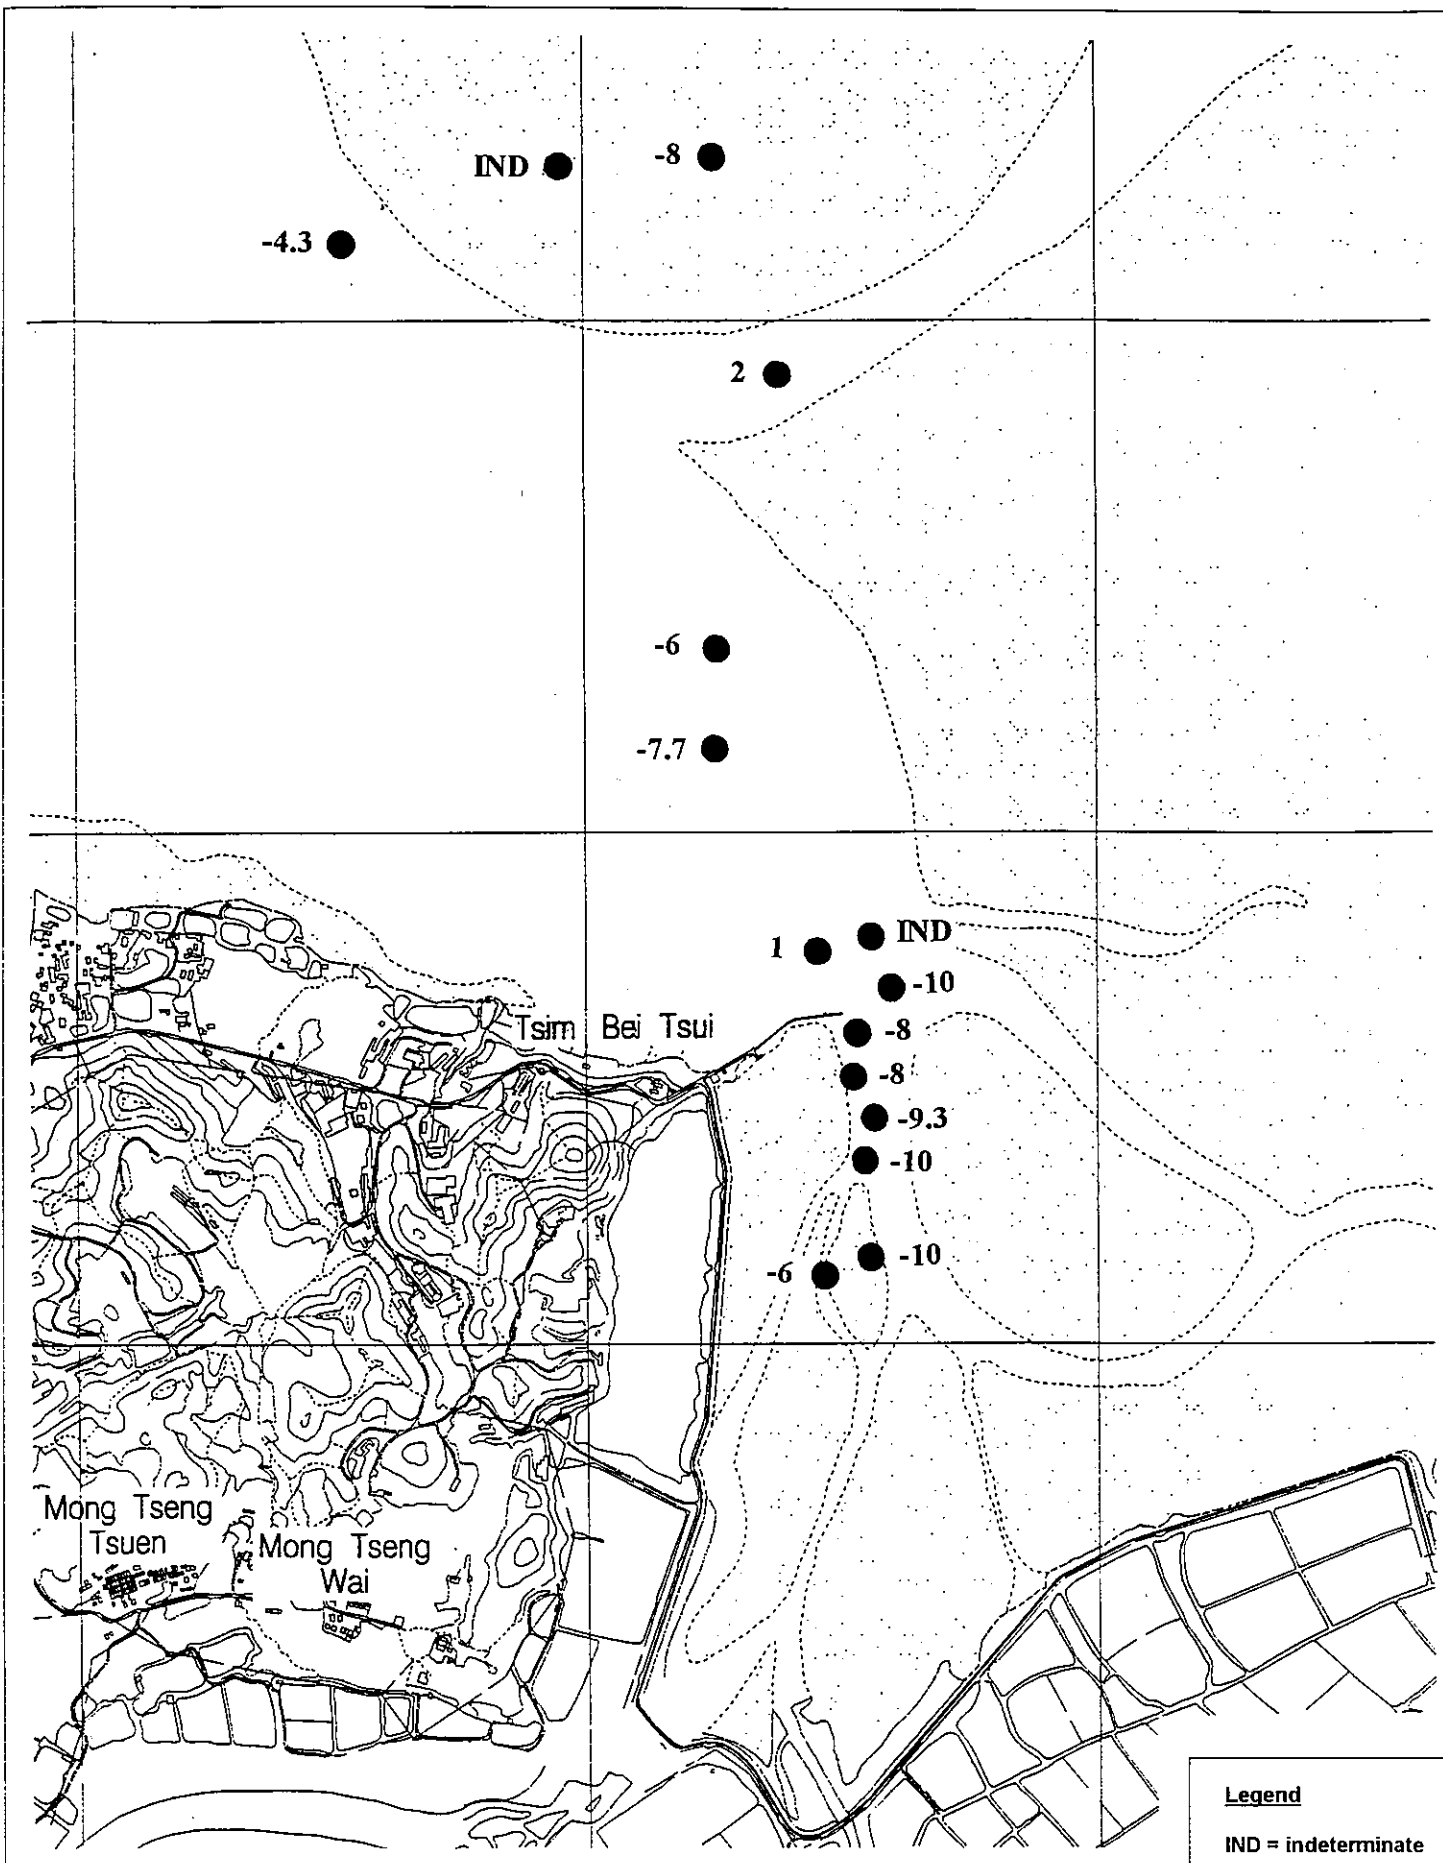 IND
-8
-4.3
2
-6
-7.7
IND
1
-10
-8
Tsim Bei Tsui
-8
-9.3
-10
-10
-6
Mong Tseng
Tsuen
Mong Tseng
Wai
Legend
IND = indeterminate